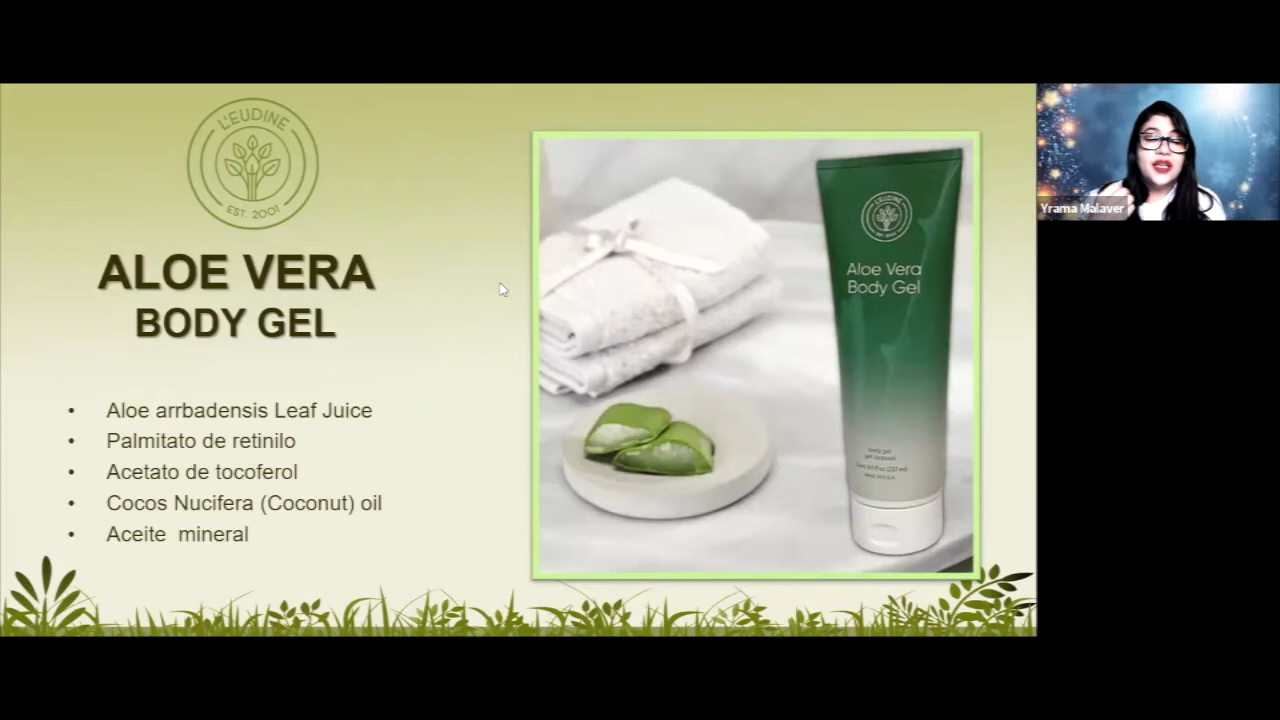 L'EUDINE
EST. 2001
ALOE VERA
BODY GEL
• Aloe arrbadensis Leaf Juice
• Palmitato de retinilo
• Acetato de tocoferol
• Cocos Nucifera (Coconut) oil
• Aceite  mineral
L'EUDINE
Aloe Vera
Body Gel
body gel
gel corporal
Yrama Malaver